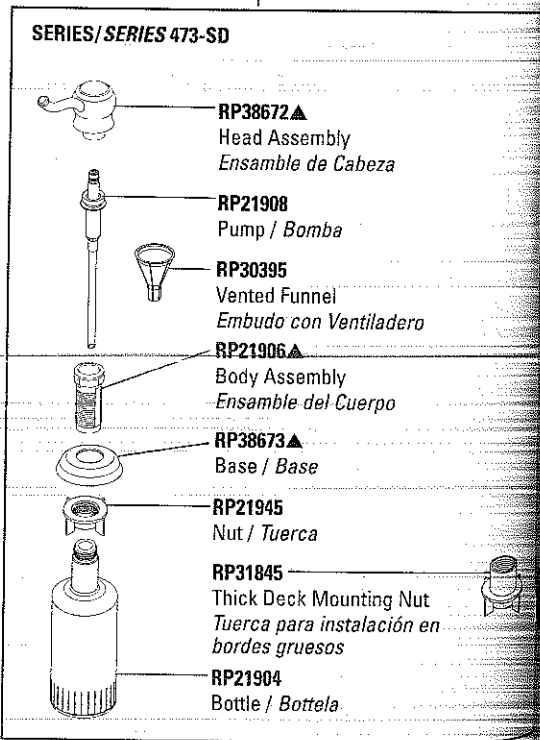 SERIES/SERIES 473-SD
RP38672▲
Head Assembly
Ensamble de Cabeza
RP21908
Pump / Bomba
RP30395
Vented Funnel
Embudo con Ventiladero
RP21906▲
Body Assembly
Ensamble del Cuerpo
RP38673▲
Base / Base
RP21945
Nut / Tuerca
RP31845
Thick Deck Mounting Nut
Tuerca para instalación en
bordes gruesos
RP21904
Bottle / Bottela